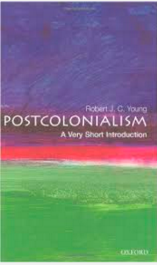 Robert J. C. Young
POSTCOLONIALISM
A Very Short Introduction
OXFORD